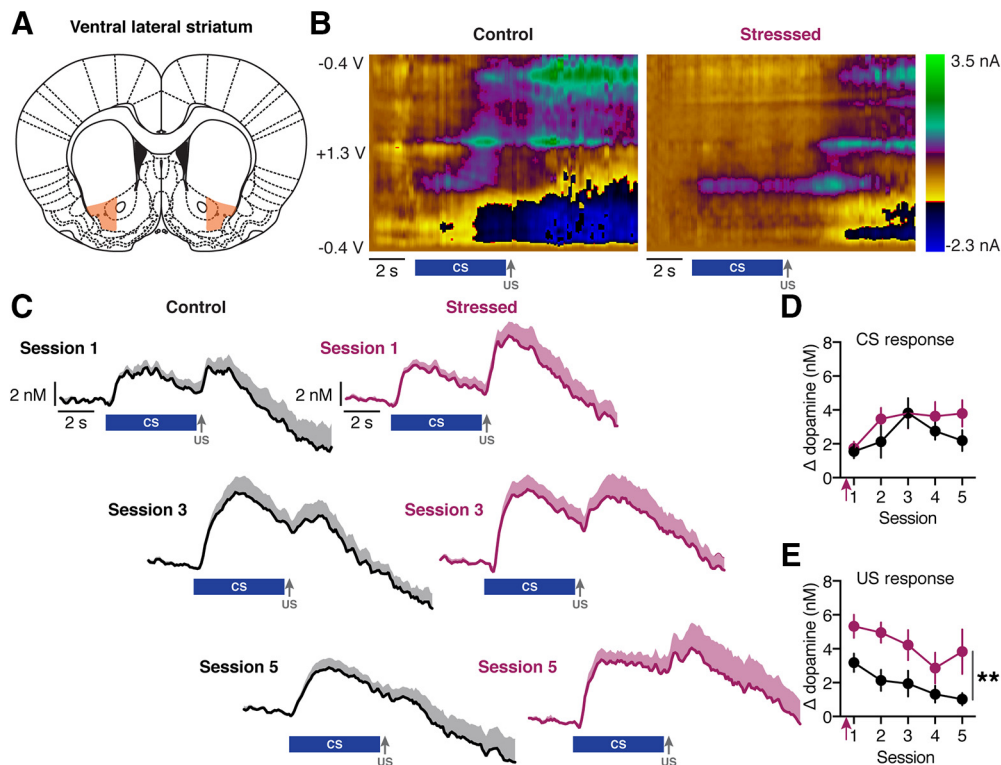 A
Ventral lateral striatum
B
Control
Stresssed
-0.4 V
+1.3 V
-0.4 V
3.5 nA
-2.3 nA
2 s
CS
US
2 s
CS
US
C
Control
Stressed
Session 1
2 nM
2 s
CS
US
Session 1
2 nM
2 s
CS
US
Session 3
CS
US
Session 3
CS
US
Session 5
CS
US
Session 5
CS
US
D
CS response
Δ dopamine (nM)
8
6
4
2
0
1 2 3 4 5
Session
E
US response
Δ dopamine (nM)
8
6
4
2
0
**
1 2 3 4 5
Session